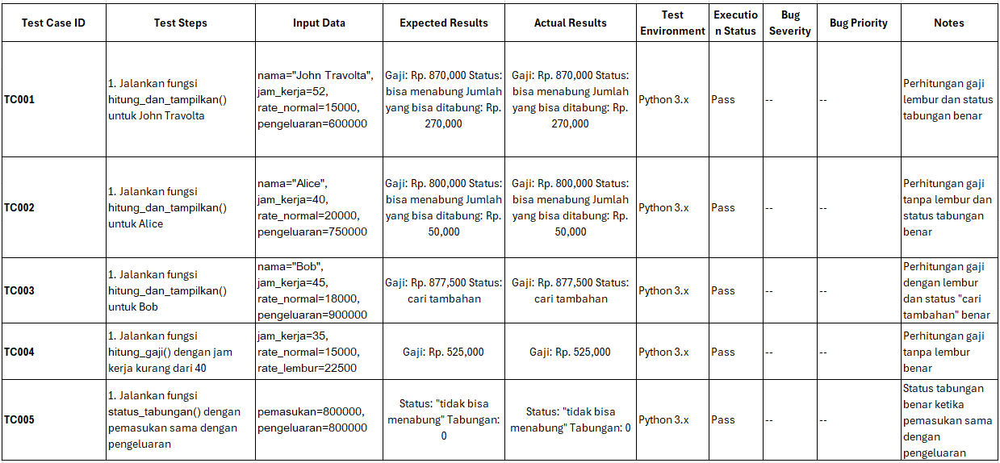 Test Case ID
Test Steps
Input Data
Expected Results
Actual Results
Test
Environment
Executio
n Status
Bug
Severity
Bug Priority
Notes
TC001
1. Jalankan fungsi
hitung_dan_tampilkan()
untuk John Travolta
nama="John Travolta",
jam_kerja=52,
rate_normal=15000,
pengeluaran=600000
Gaji: Rp. 870,000 Status:
bisa menabung Jumlah
yang bisa ditabung: Rp.
270,000
Gaji: Rp. 870,000 Status:
bisa menabung Jumlah
yang bisa ditabung: Rp.
270,000
Python 3.x
Pass
--
--
Perhitungan gaji
lembur dan status
tabungan benar
TC002
1. Jalankan fungsi
hitung_dan_tampilkan()
untuk Alice
nama="Alice",
jam_kerja=40,
rate_normal=20000,
pengeluaran=750000
Gaji: Rp. 800,000 Status:
bisa menabung Jumlah
yang bisa ditabung: Rp.
50,000
Gaji: Rp. 800,000 Status:
bisa menabung Jumlah
yang bisa ditabung: Rp.
50,000
Python 3.x
Pass
--
--
Perhitungan gaji
tanpa lembur dan
status tabungan
benar
TC003
1. Jalankan fungsi
hitung_dan_tampilkan()
untuk Bob
nama="Bob",
jam_kerja=45,
rate_normal=18000,
pengeluaran=900000
Gaji: Rp. 877,500 Status:
cari tambahan
Gaji: Rp. 877,500 Status:
cari tambahan
Python 3.x
Pass
--
--
Perhitungan gaji
dengan lembur
dan status "cari
tambahan" benar
TC004
1. Jalankan fungsi
hitung_gaji() dengan jam
kerja kurang dari 40
jam_kerja=35,
rate_normal=15000,
rate_lembur=22500
Gaji: Rp. 525,000
Gaji: Rp. 525,000
Python 3.x
Pass
--
--
Perhitungan gaji
tanpa lembur
benar
TC005
1. Jalankan fungsi
status_tabungan() dengan
pemasukan sama dengan
pengeluaran
pemasukan=800000,
pengeluaran=800000
Status: "tidak bisa
menabung" Tabungan:
0
Status: "tidak bisa
menabung" Tabungan: 0
Python 3.x
Pass
--
--
Status tabungan
benar ketika
pemasukan sama
dengan
pengeluaran